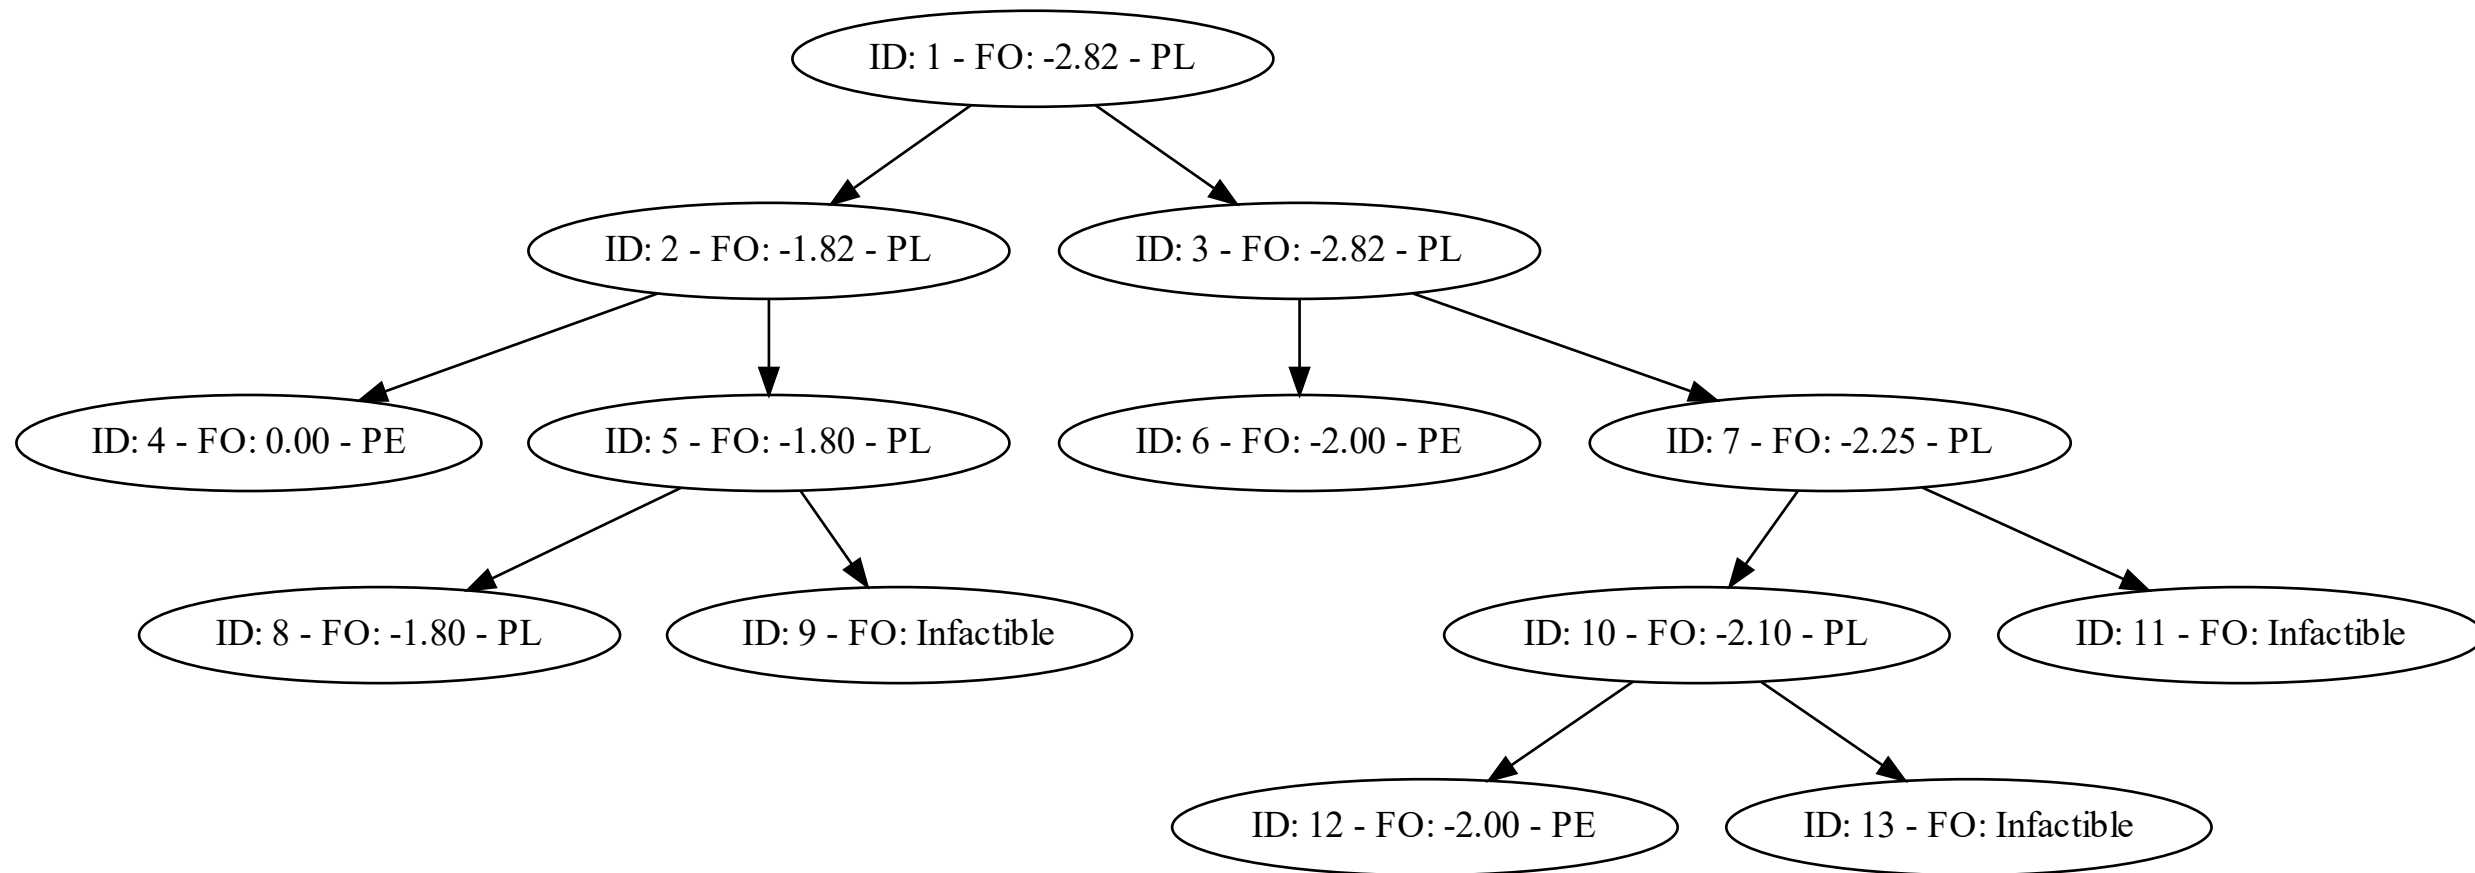 ID: 1 - FO: -2.82 - PL
ID: 2 - FO: -1.82 - PL
ID: 3 - FO: -2.82 - PL
ID: 4 - FO: 0.00 - PE
ID: 5 - FO: -1.80 - PL
ID: 6 - FO: -2.00 - PE
ID: 7 - FO: -2.25 - PL
ID: 8 - FO: -1.80 - PL
ID: 9 - FO: Infactible
ID: 10 - FO: -2.10 - PL
ID: 11 - FO: Infactible
ID: 12 - FO: -2.00 - PE
ID: 13 - FO: Infactible